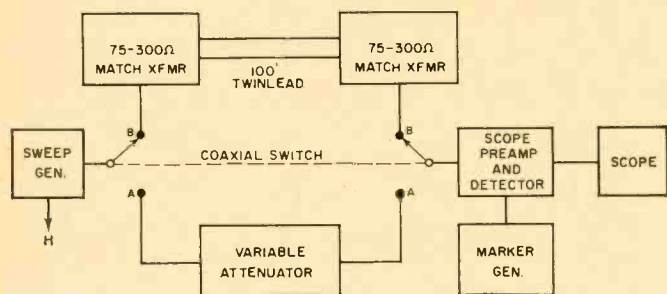 75-300Ω
MATCH XFMR
100'
TWINLEAD
75-300Ω
MATCH XFMR
B
B
SWEEP
GEN.
COAXIAL SWITCH
SCOPE
PREAMP
AND
DETECTOR
SCOPE
H
A
A
VARIABLE
ATTENUATOR
MARKER
GEN.